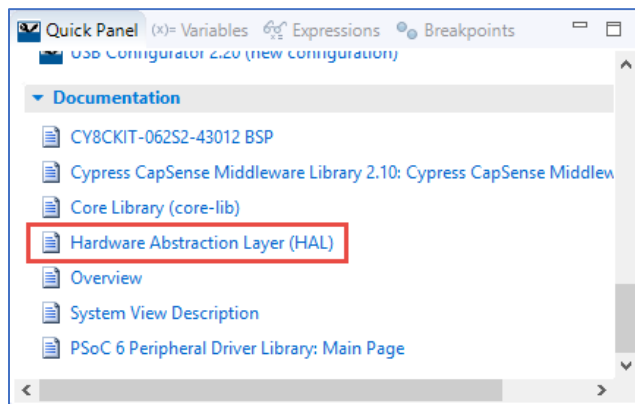 Quick Panel (x)= Variables Expressions Breakpoints
USB Configurator 2.20 (new configuration)
Documentation
CY8CKIT-062S2-43012 BSP
Cypress CapSense Middleware Library 2.10: Cypress CapSense Middlew
Core Library (core-lib)
Hardware Abstraction Layer (HAL)
Overview
System View Description
PSoC 6 Peripheral Driver Library: Main Page